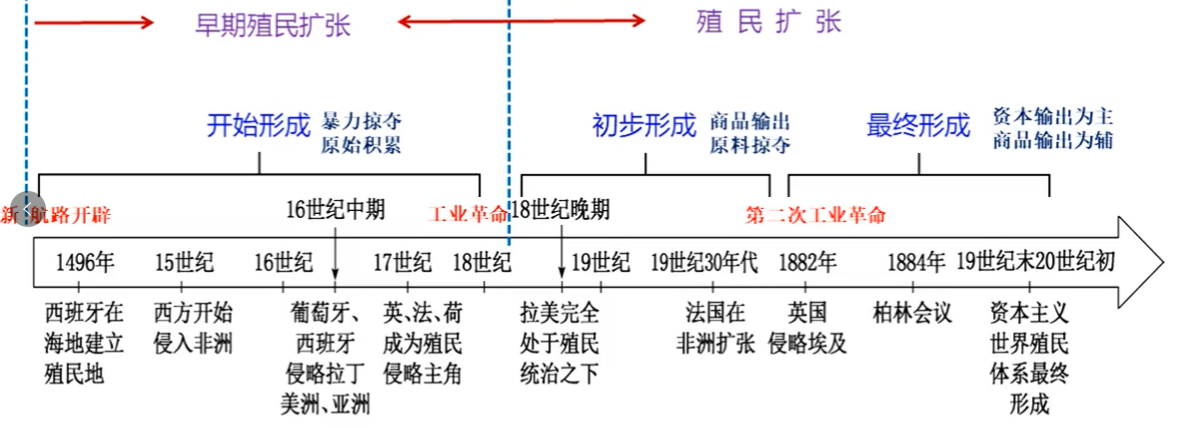 早期殖民扩张
殖民扩张
开始形成
暴力掠夺
原始积累
初步形成
商品输出
原料掠夺
最终形成
资本输出为主
商品输出为辅
新航路开辟
16世纪中期
工业革命
18世纪晚期
第二次工业革命
1496年
15世纪
16世纪
17世纪
18世纪
19世纪
19世纪30年代
1882年
1884年
19世纪末20世纪初
西班牙在
海地建立
殖民地
西方开始
侵入非洲
葡萄牙、
西班牙
侵略拉丁
美洲、亚洲
英、法、荷
成为殖民
侵略主角
拉美完全
处于殖民
统治之下
法国在
非洲扩张
英国
侵略埃及
柏林会议
资本主义
世界殖民
体系最终
形成